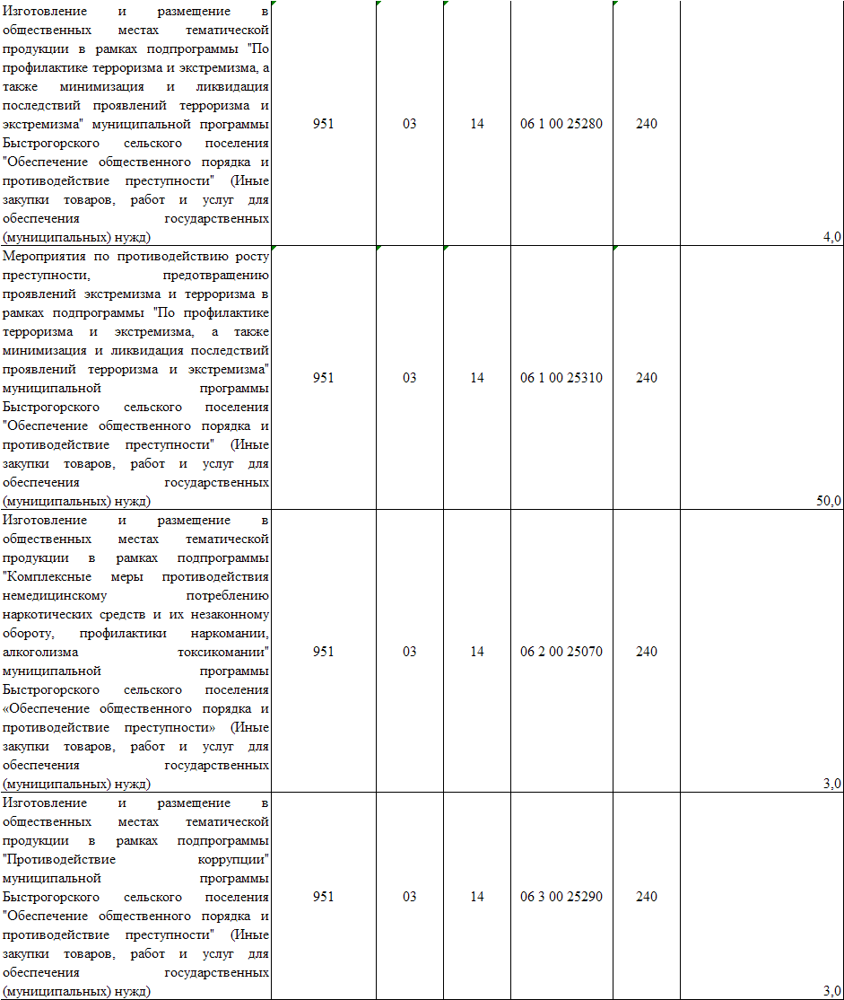 Изготовление и размещение в
общественных местах тематической
продукции в рамках подпрограммы "По
профилактике терроризма и экстремизма, а
также минимизация и ликвидация
последствий проявлений терроризма и
экстремизма" муниципальной программы
Быстрогорского сельского поселения
"Обеспечение общественного порядка и
противодействие преступности" (Иные
закупки товаров, работ и услуг для
обеспечения государственных
(муниципальных) нужд)
951 03 14 06 1 00 25280 240 4,0
Мероприятия по противодействию росту
преступности, предотвращению
проявлений экстремизма и терроризма в
рамках подпрограммы "По профилактике
терроризма и экстремизма, а также
минимизация и ликвидация последствий
проявлений терроризма и экстремизма"
муниципальной программы
Быстрогорского сельского поселения
"Обеспечение общественного порядка и
противодействие преступности" (Иные
закупки товаров, работ и услуг для
обеспечения государственных
(муниципальных) нужд)
951 03 14 06 1 00 25310 240 50,0
Изготовление и размещение в
общественных местах тематической
продукции в рамках подпрограммы
"Комплексные меры противодействия
немедицинскому потреблению
наркотических средств и их незаконному
обороту, профилактики наркомании,
алкоголизма токсикомании"
муниципальной программы
Быстрогорского сельского поселения
«Обеспечение общественного порядка и
противодействие преступности» (Иные
закупки товаров, работ и услуг для
обеспечения государственных
(муниципальных) нужд)
951 03 14 06 2 00 25070 240 3,0
Изготовление и размещение в
общественных местах тематической
продукции в рамках подпрограммы
"Противодействие коррупции"
муниципальной программы
Быстрогорского сельского поселения
"Обеспечение общественного порядка и
противодействие преступности" (Иные
закупки товаров, работ и услуг для
обеспечения государственных
(муниципальных) нужд)
951 03 14 06 3 00 25290 240 3,0